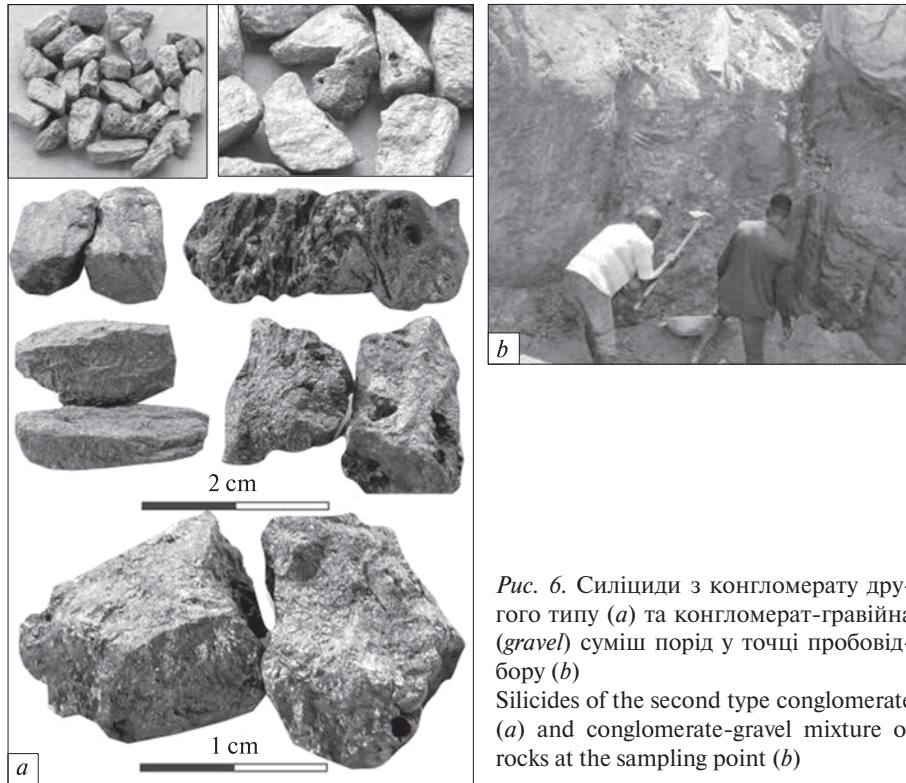 b
2 cm
1 cm
a
Рис. 6. Силіциди з конгломерату дру-
гого типу (a) та конгломерат-гравійна
(gravel) суміш порід у точці пробовід-
бору (b)
Silicides of the second type conglomerate
(a) and conglomerate-gravel mixture o
rocks at the sampling point (b)